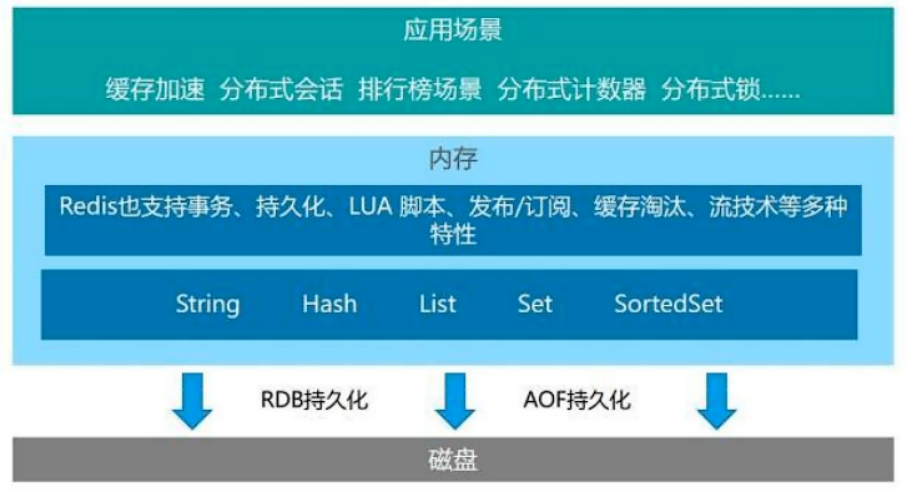 应用场景
缓存加速 分布式会话 排行榜场景 分布式计数器 分布式锁......
内存
Redis也支持事务、持久化、LUA 脚本、发布/订阅、缓存淘汰、流技术等多种
特性
String Hash List Set SortedSet
RDB持久化 AOF持久化
磁盘